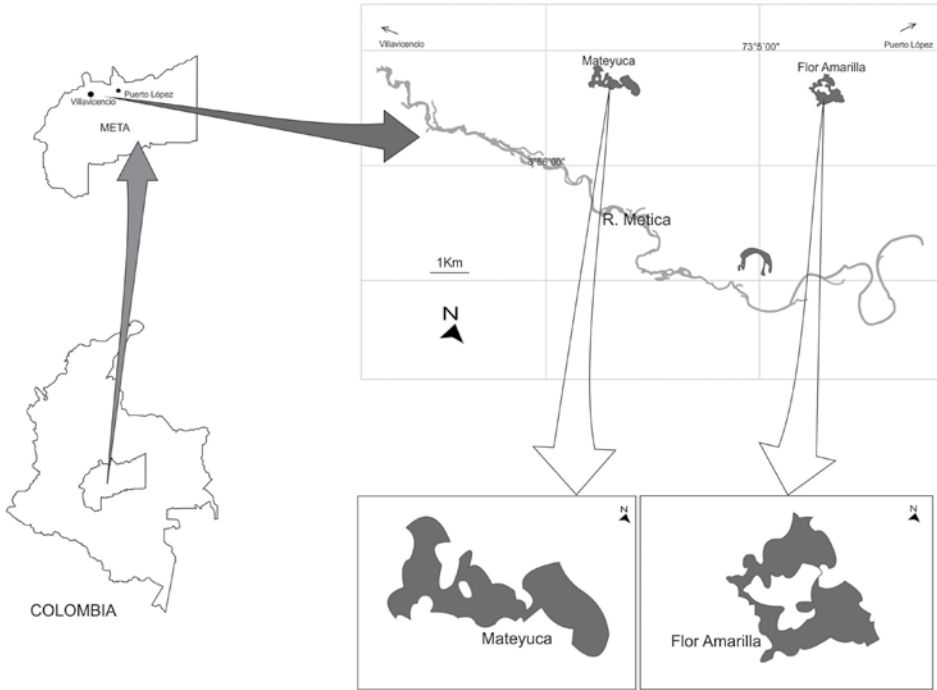 Villavicencio
Puerto López
META
COLOMBIA
Villavicencio
73°5'00"
Puerto López
Mateyuca
Flor Amarilla
R. Metica
1Km
N
N
Mateyuca
N
Flor Amarilla